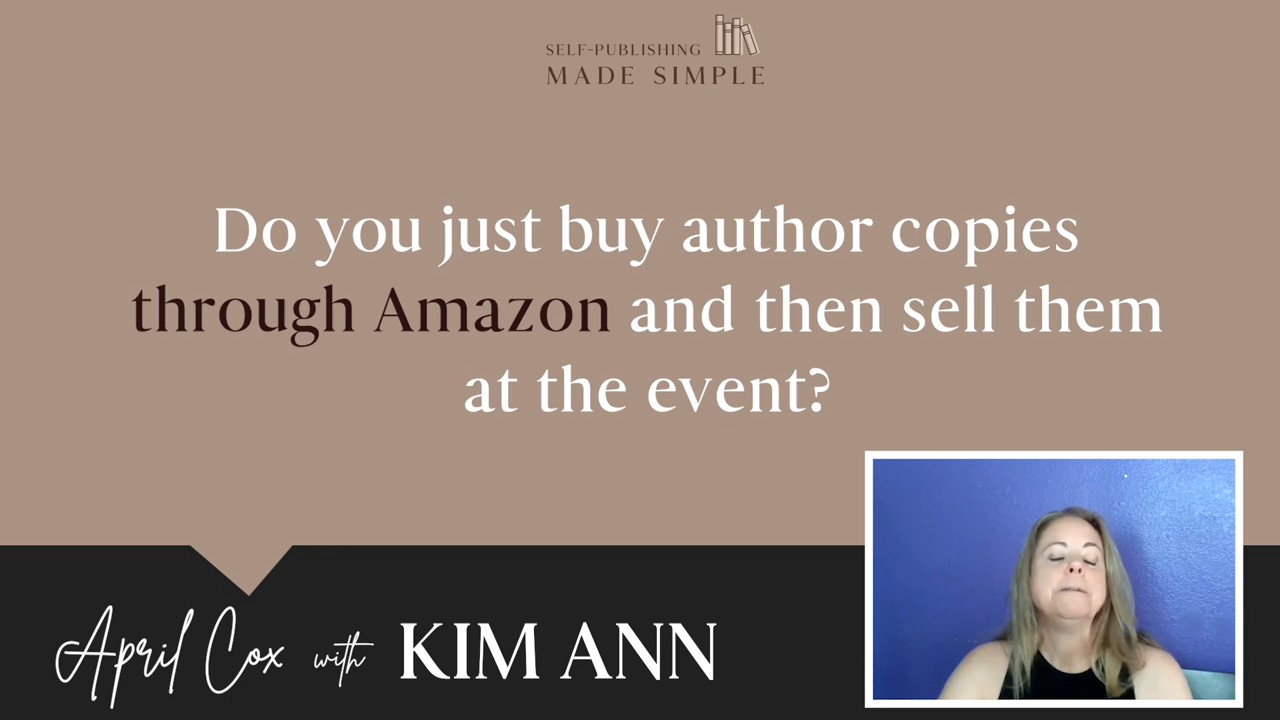 SELF-PUBLISHING
MADE SIMPLE
Do you just buy author copies
through Amazon and then sell them
at the event?
April Cox with KIM ANN